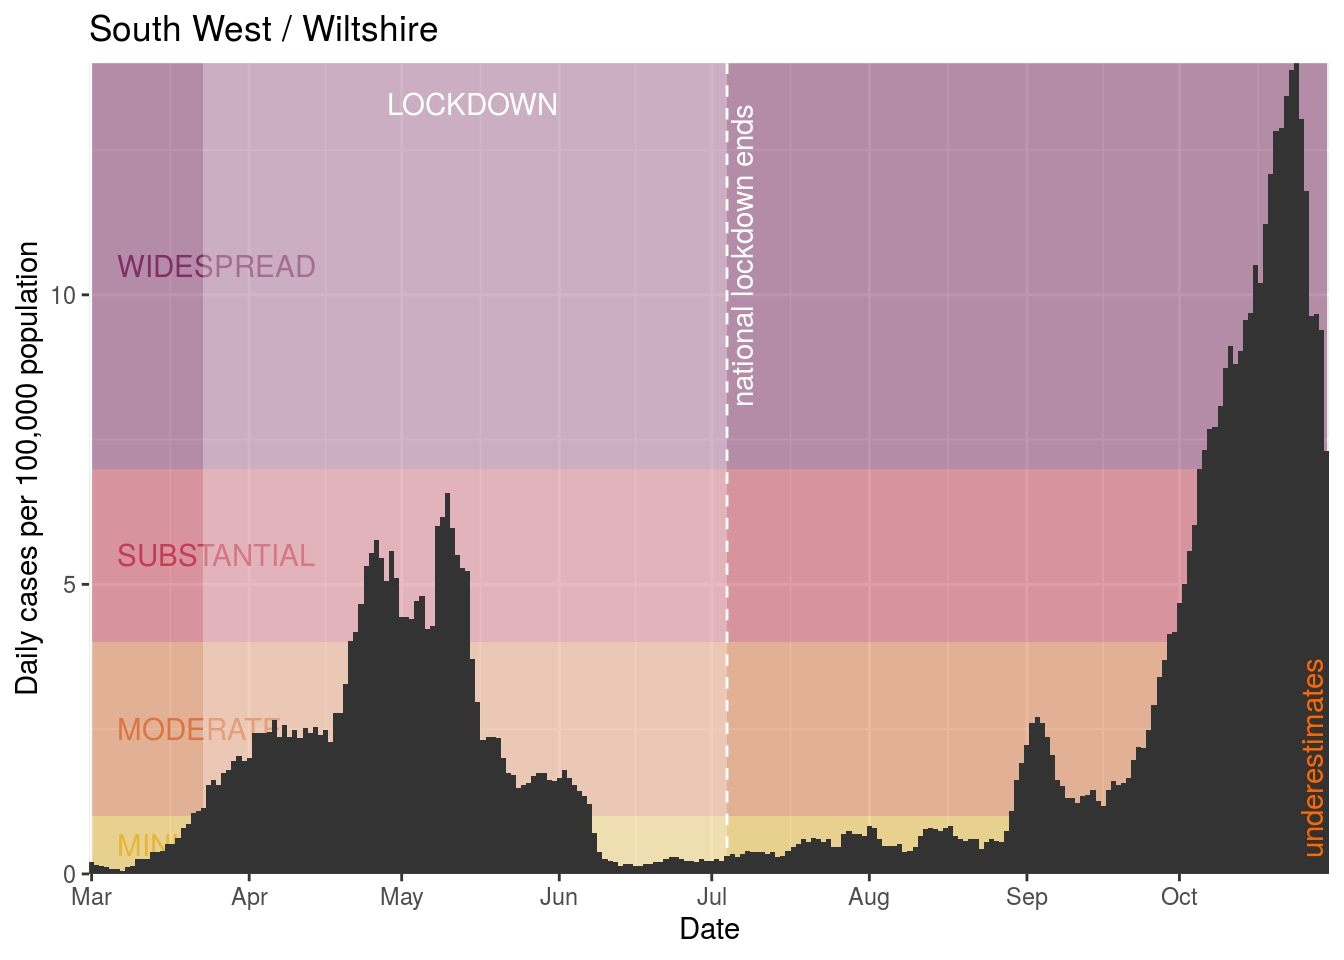 South West / Wiltshire
LOCKDOWN
national lockdown ends
WIDESPREAD
SUBSTANTIAL
MODERATE
underestimates
Daily cases per 100,000 population
10
5
0
Mar Apr May Jun Jul Aug Sep Oct
Date